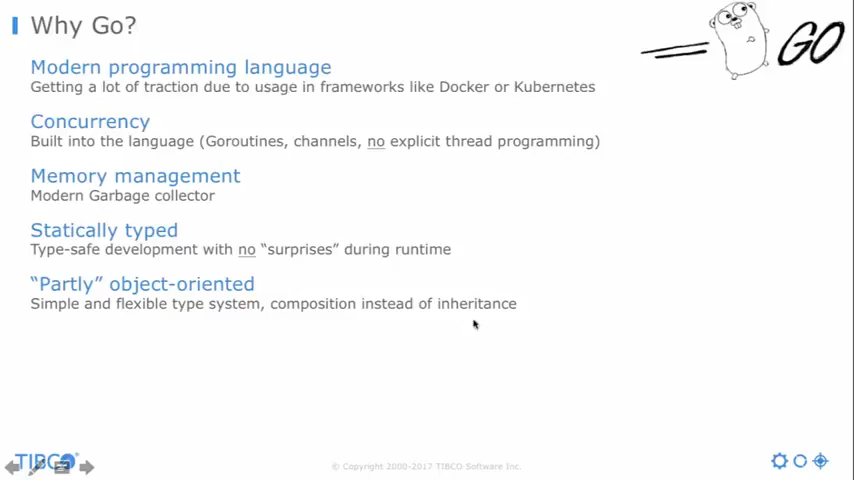 Why Go?
GO
Modern programming language
Getting a lot of traction due to usage in frameworks like Docker or Kubernetes
Concurrency
Built into the language (Goroutines, channels, no explicit thread programming)
Memory management
Modern Garbage collector
Statically typed
Type-safe development with no “surprises” during runtime
“Partly” object-oriented
Simple and flexible type system, composition instead of inheritance
TIBCO
© Copyright 2000-2017 TIBCO Software Inc.